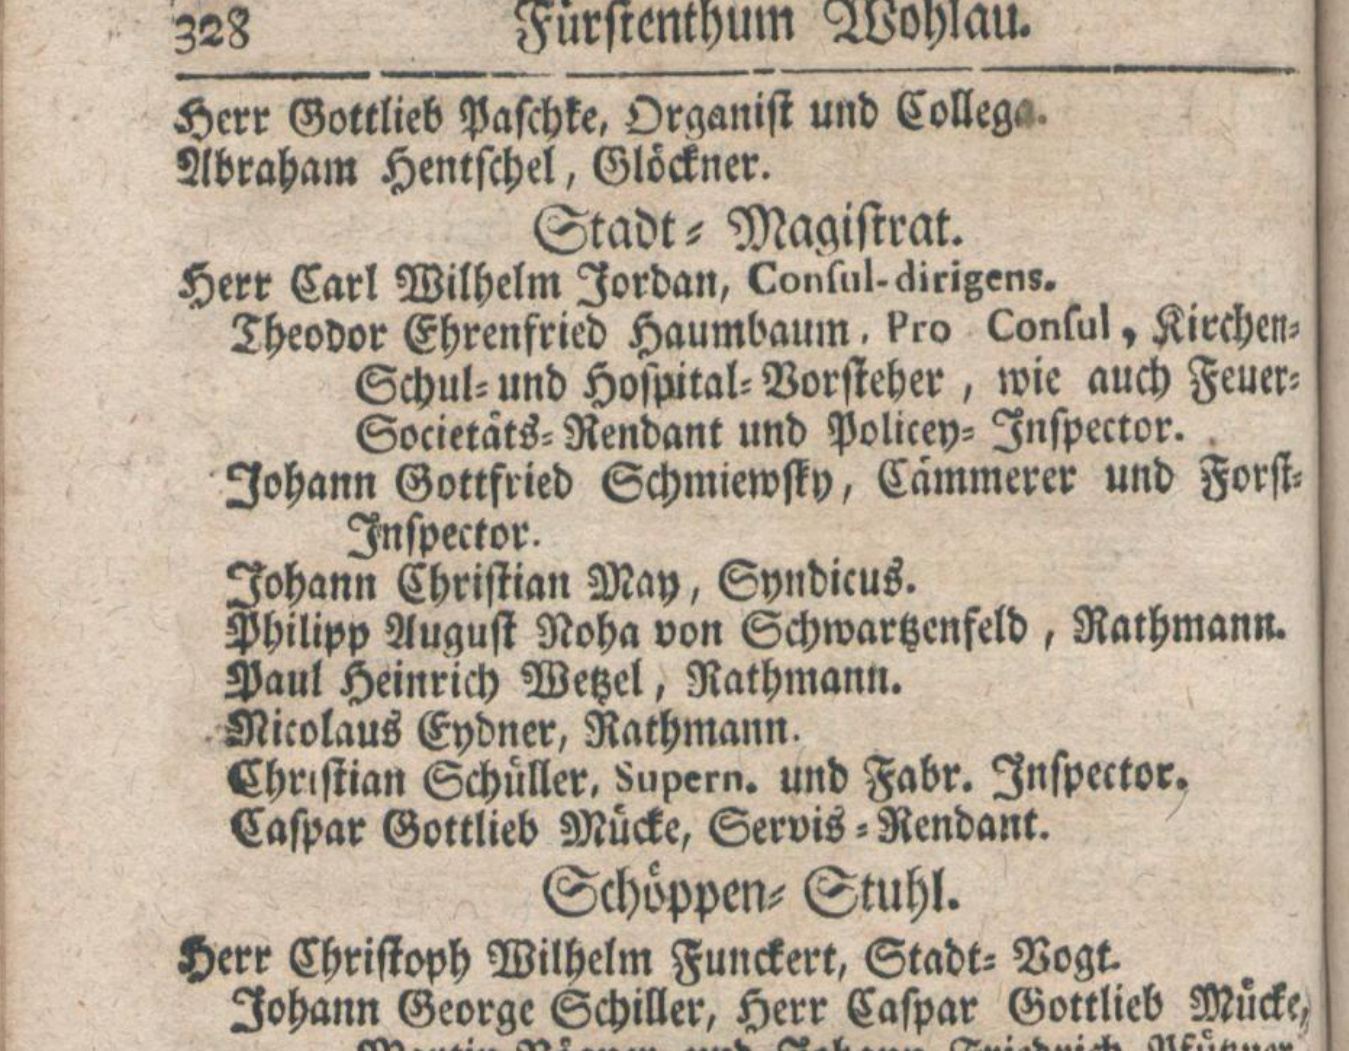 328 Fürstenthum Wohlau.
Herr Gottlieb Paschke, Organist und Collega.
Abraham Hentschel, Glöckner.
Stadt-Magistrat.
Herr Carl Wilhelm Jordan, Consul-dirigens.
Theodor Ehrenfried Haumbaum, Pro Consul, Kirchen-
Schul- und Hospital-Vorsteher, wie auch Feuer-
Societäts-Rendant und Policey-Inspector.
Johann Gottfried Schmiewsky, Cämmerer und Forst-
Inspector.
Johann Christian May, Syndicus.
Philipp August Noha von Schwartzenfeld, Rathmann.
Paul Heinrich Wetzel, Rathmann.
Nicolaus Eydner, Rathmann.
Christian Schüller, Supern. und Fabr. Inspector.
Caspar Gottlieb Mücke, Servis-Rendant.
Schöppen-Stuhl.
Herr Christoph Wilhelm Funckert, Stadt-Vogt.
Johann George Schiller, Herr Caspar Gottlieb Mücke,
und Johann Friedrich